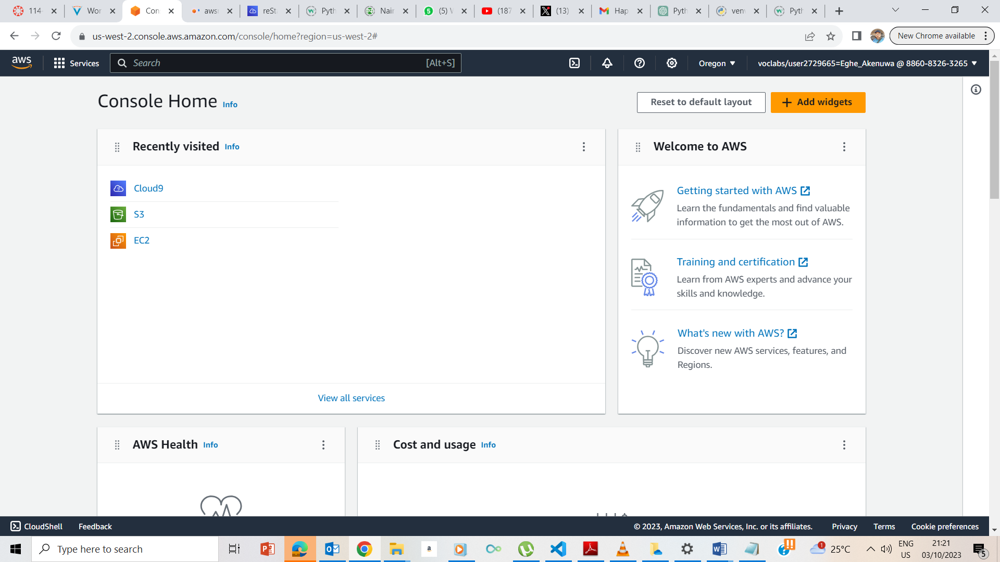 114-
Wor
Con
aws
reSt
Pyth
Nair
(5) V
(187
(13)
Hap
Pyth
venv
Pyth
us-west-2.console.aws.amazon.com/console/home?region=us-west-2#
New Chrome available
aws
Services
Search
[Alt+S]
Oregon
voclabs/user2729665=Eghe_Akenuwa @ 8860-8326-3265
Console Home Info
Reset to default layout
Add widgets
Recently visited Info
Cloud9
S3
EC2
View all services
Welcome to AWS
Getting started with AWS
Learn the fundamentals and find valuable
information to get the most out of AWS.
Training and certification
Learn from AWS experts and advance your
skills and knowledge.
What's new with AWS?
Discover new AWS services, features, and
Regions.
AWS Health Info
Cost and usage Info
CloudShell
Feedback
© 2023, Amazon Web Services, Inc. or its affiliates.
Privacy
Terms
Cookie preferences
Type here to search
25°C
ENG
US
21:21
03/10/2023
5